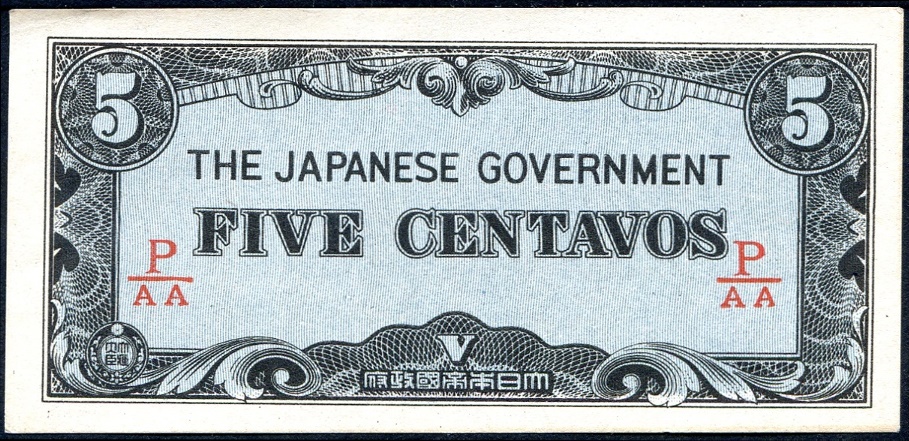 5 5
THE JAPANESE GOVERNMENT
FIVE CENTAVOS
P P
AA AA
V
大日本帝國政府